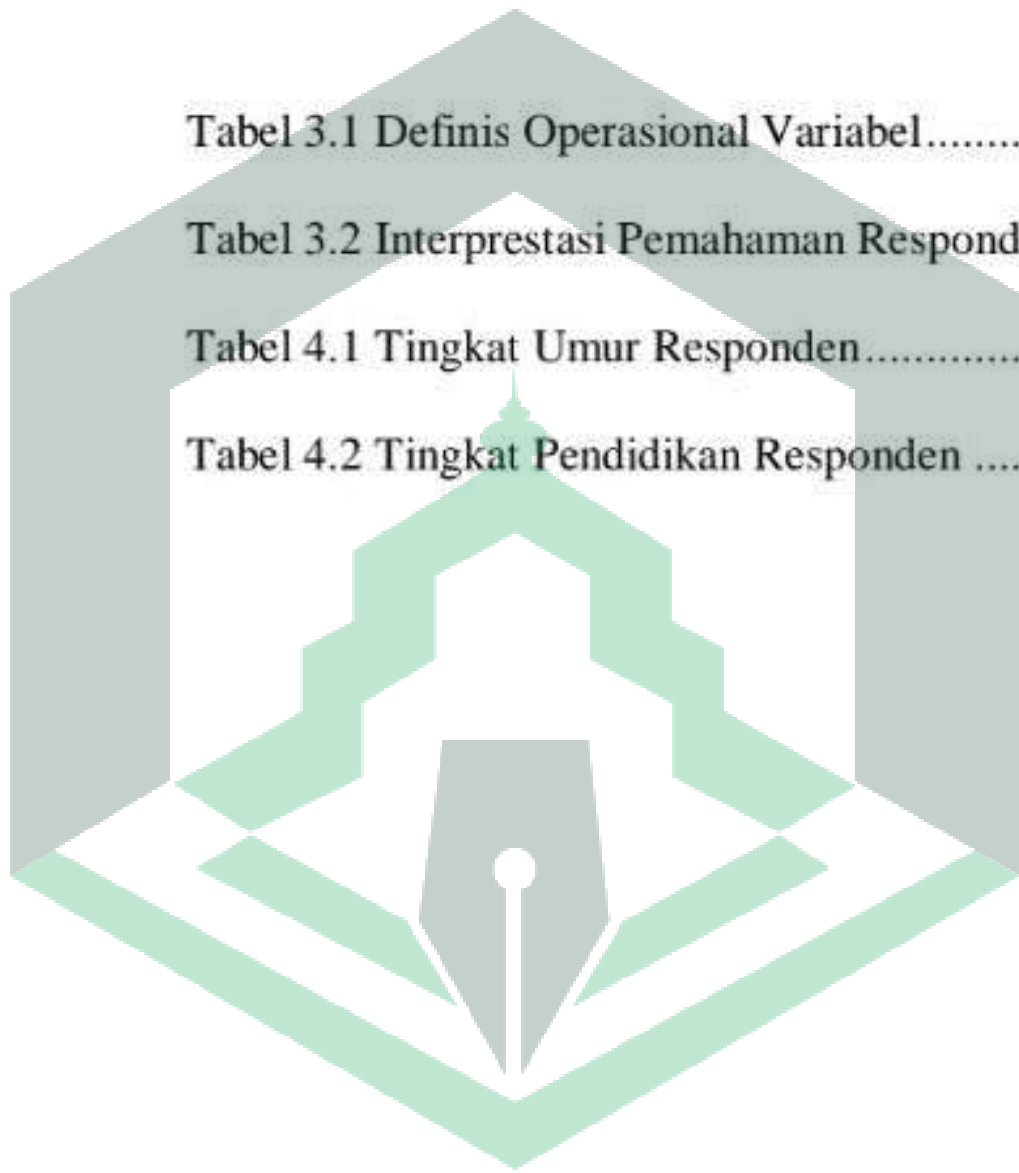 Tabel 3.1 Definis Operasional Variabel........
Tabel 3.2 Interprestasi Pemahaman Respond
Tabel 4.1 Tingkat Umur Responden.............
Tabel 4.2 Tingkat Pendidikan Responden ....